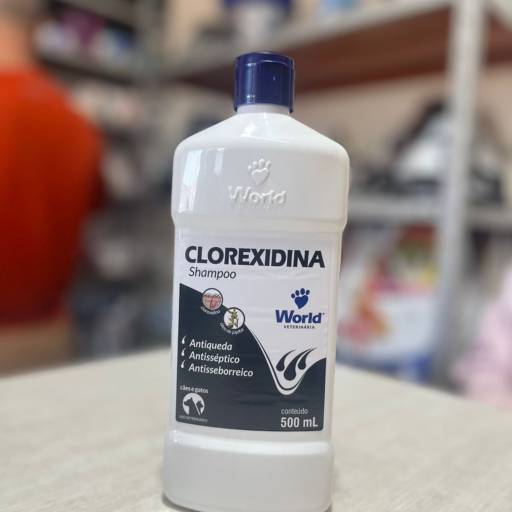 World
CLOREXIDINA
Shampoo
World
VETERINÁRIA
Antiqueda
Antisséptico
Antisseborreico
cães e gatos
conteúdo
500 mL